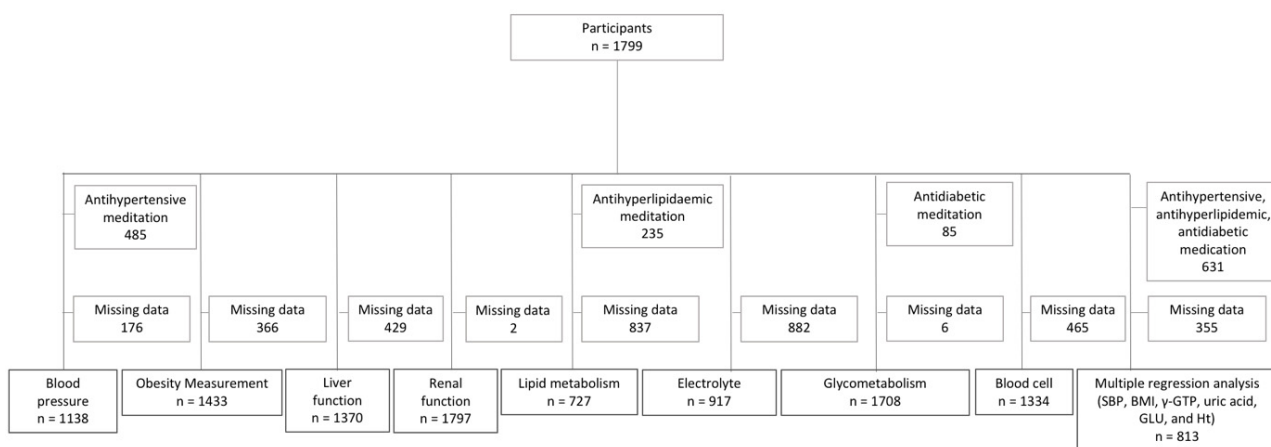 Participants
n = 1799
Antihypertensive
meditation
485
Antihyperlipidaemic
meditation
235
Antidiabetic
meditation
85
Antihypertensive,
antihyperlipidemic,
antidiabetic
medication
631
Missing data
176
Missing data
366
Missing data
429
Missing data
2
Missing data
837
Missing data
882
Missing data
6
Missing data
465
Missing data
355
Blood
pressure
n = 1138
Obesity Measurement
n = 1433
Liver
function
n = 1370
Renal
function
n = 1797
Lipid metabolism
n = 727
Electrolyte
n = 917
Glycometabolism
n = 1708
Blood cell
n = 1334
Multiple regression analysis
(SBP, BMI, γ-GTP, uric acid,
GLU, and Ht)
n = 813